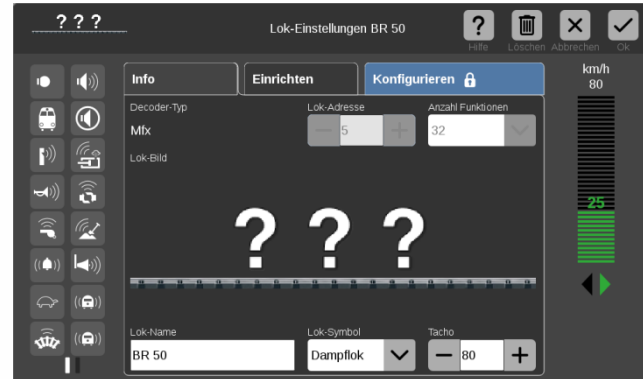 ? ? ?
Lok-Einstellungen BR 50
?
Hilfe
Löschen
Abbrechen
Ok
Info
Einrichten
Konfigurieren
km/h
80
Decoder-Typ
Lok-Adresse
Anzahl Funktionen
Mfx
5
32
Lok-Bild
25
? ? ?
Lok-Name
Lok-Symbol
Tacho
BR 50
Dampflok
80